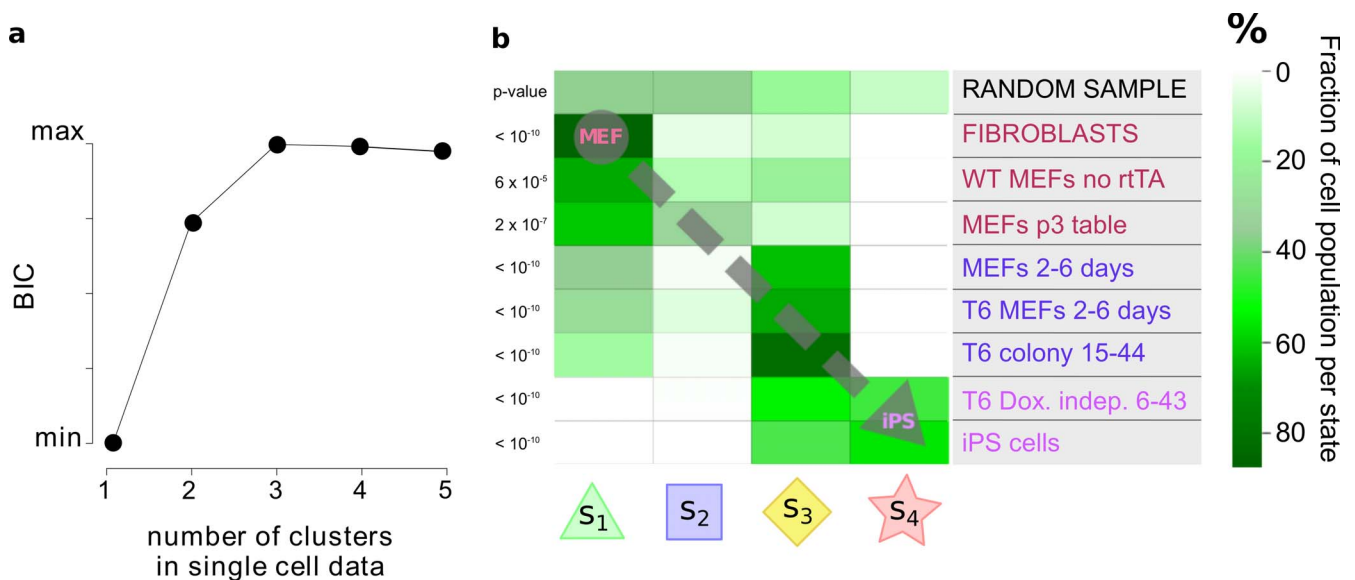 a
max
min
BIC
1 2 3 4 5
number of clusters
in single cell data
b
p-value
RANDOM SAMPLE
< 10-10
MEF
FIBROBLASTS
6 x 10-5
WT MEFs no rtTA
2 x 10-7
MEFs p3 table
< 10-10
MEFs 2-6 days
< 10-10
T6 MEFs 2-6 days
< 10-10
T6 colony 15-44
< 10-10
T6 Dox. indep. 6-43
< 10-10
iPS
iPS cells
S1 S2 S3 S4
%
0
20
40
60
80
Fraction of cell population per state